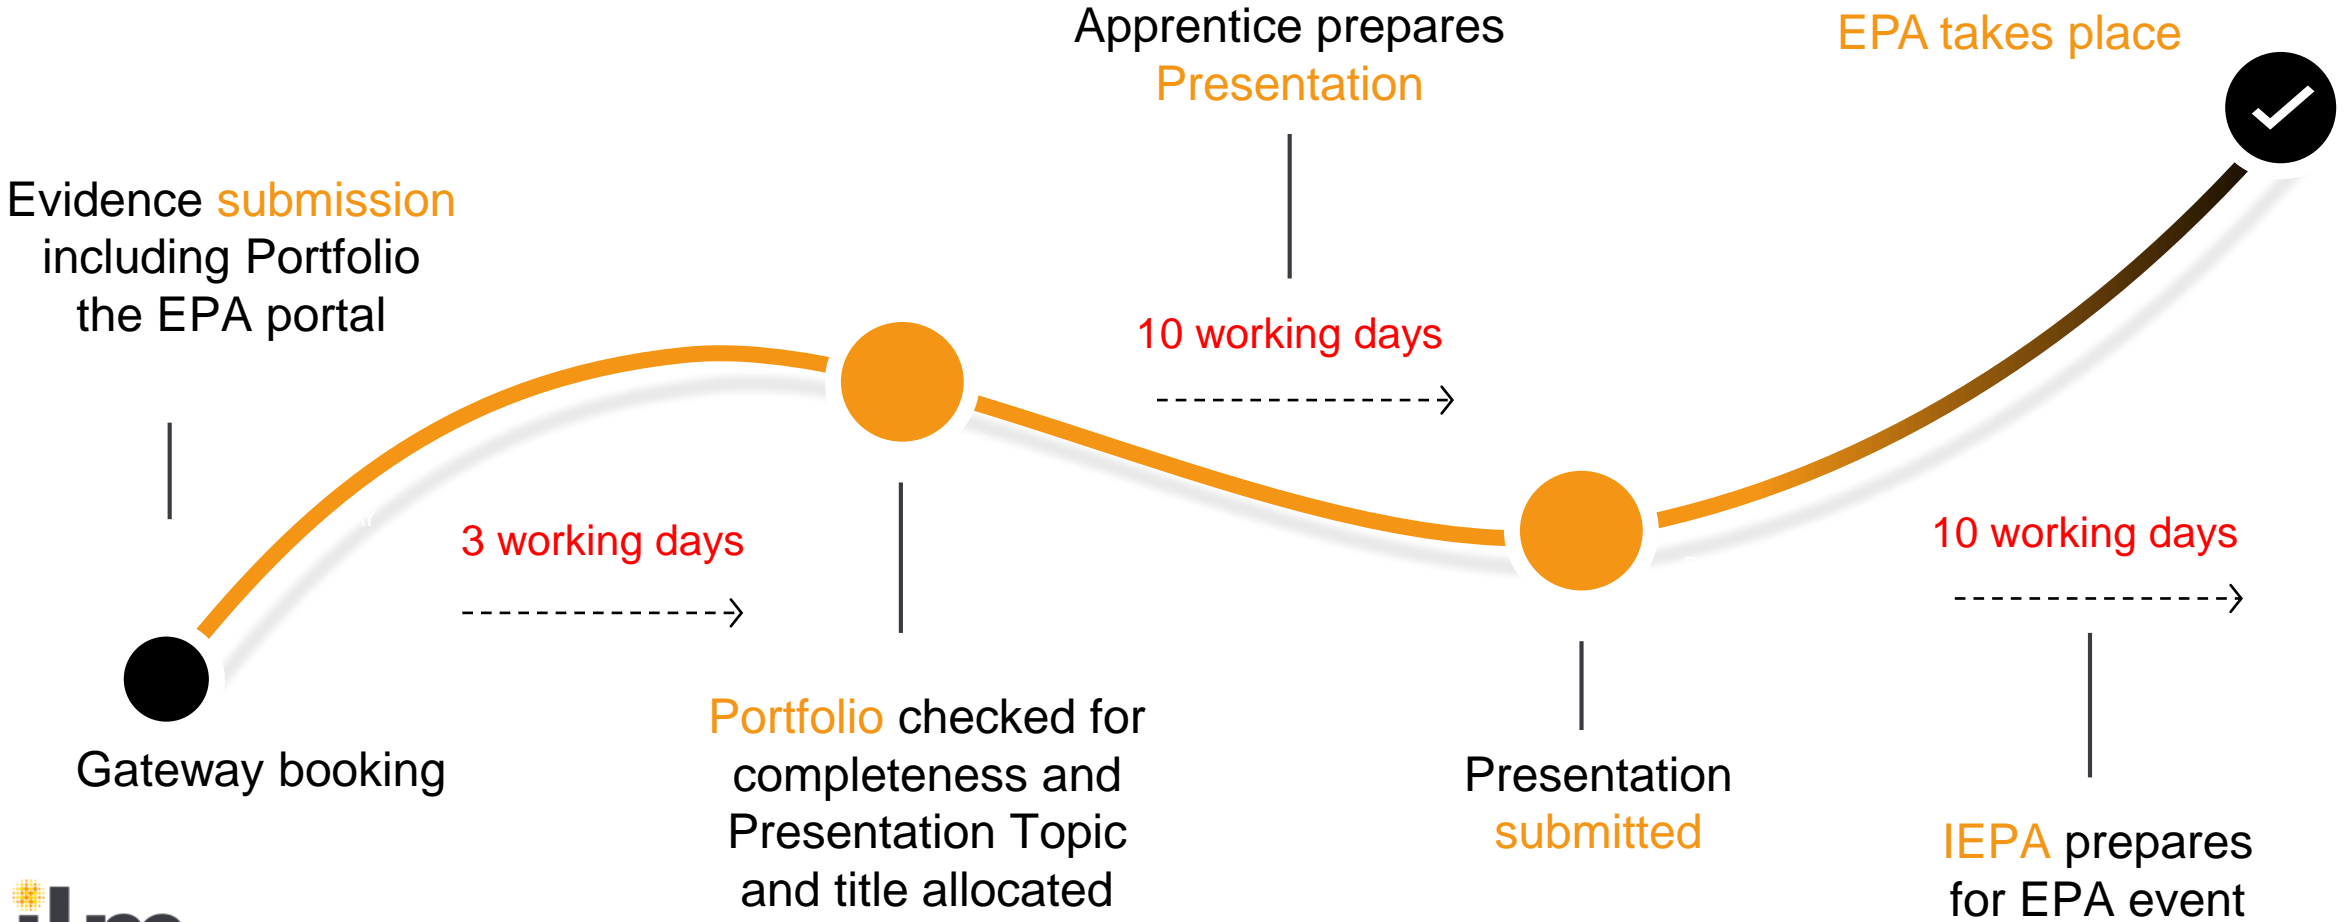 Apprentice prepares
Presentation
EPA takes place
Evidence submission
including Portfolio
the EPA portal
10 working days
3 working days
10 working days
Gateway booking
Portfolio checked for
completeness and
Presentation Topic
and title allocated
Presentation
submitted
IEPA prepares
for EPA event
ilm